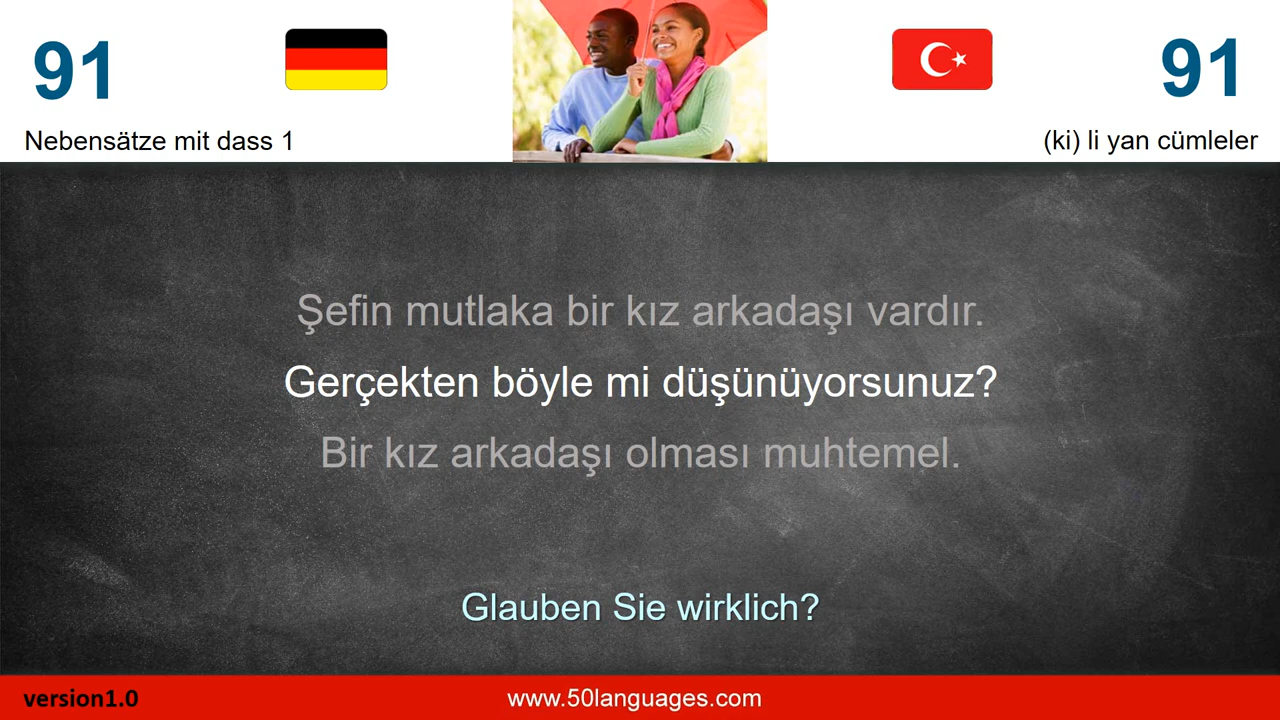 91
91
Nebensätze mit dass 1
(ki) li yan cümleler
Şefin mutlaka bir kız arkadaşı vardır.
Gerçekten böyle mi düşünüyorsunuz?
Bir kız arkadaşı olması muhtemel.
Glauben Sie wirklich?
version1.0
www.50languages.com